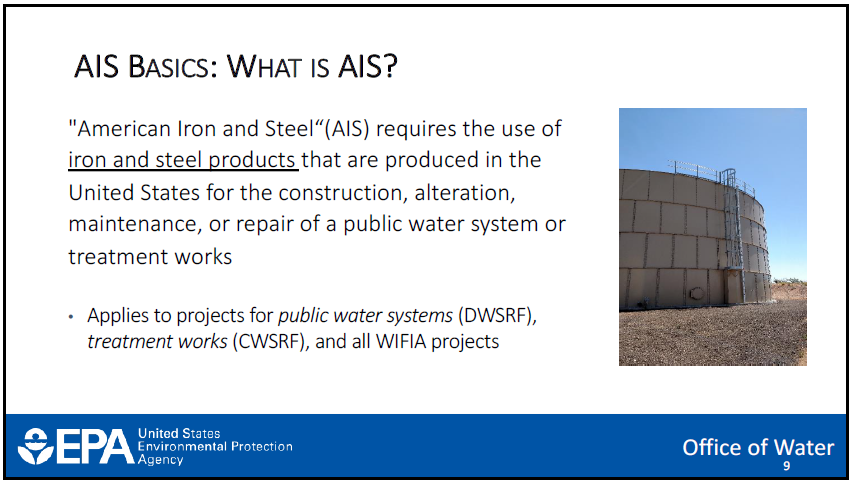 AIS BASICS: WHAT IS AIS?
"American Iron and Steel“(AIS) requires the use of
iron and steel products that are produced in the
United States for the construction, alteration,
maintenance, or repair of a public water system or
treatment works
• Applies to projects for public water systems (DWSRF),
treatment works (CWSRF), and all WIFIA projects
EPA
United States
Environmental Protection
Agency
Office of Water
9